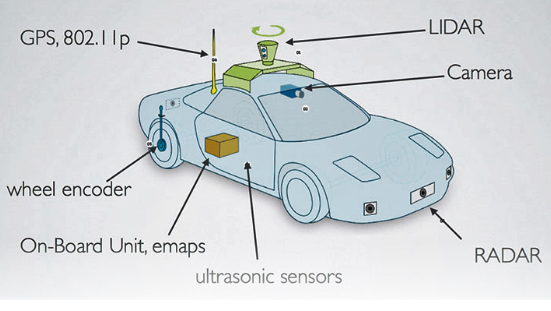 GPS, 802.11p
LIDAR
Camera
wheel encoder
On-Board Unit, emaps
ultrasonic sensors
RADAR